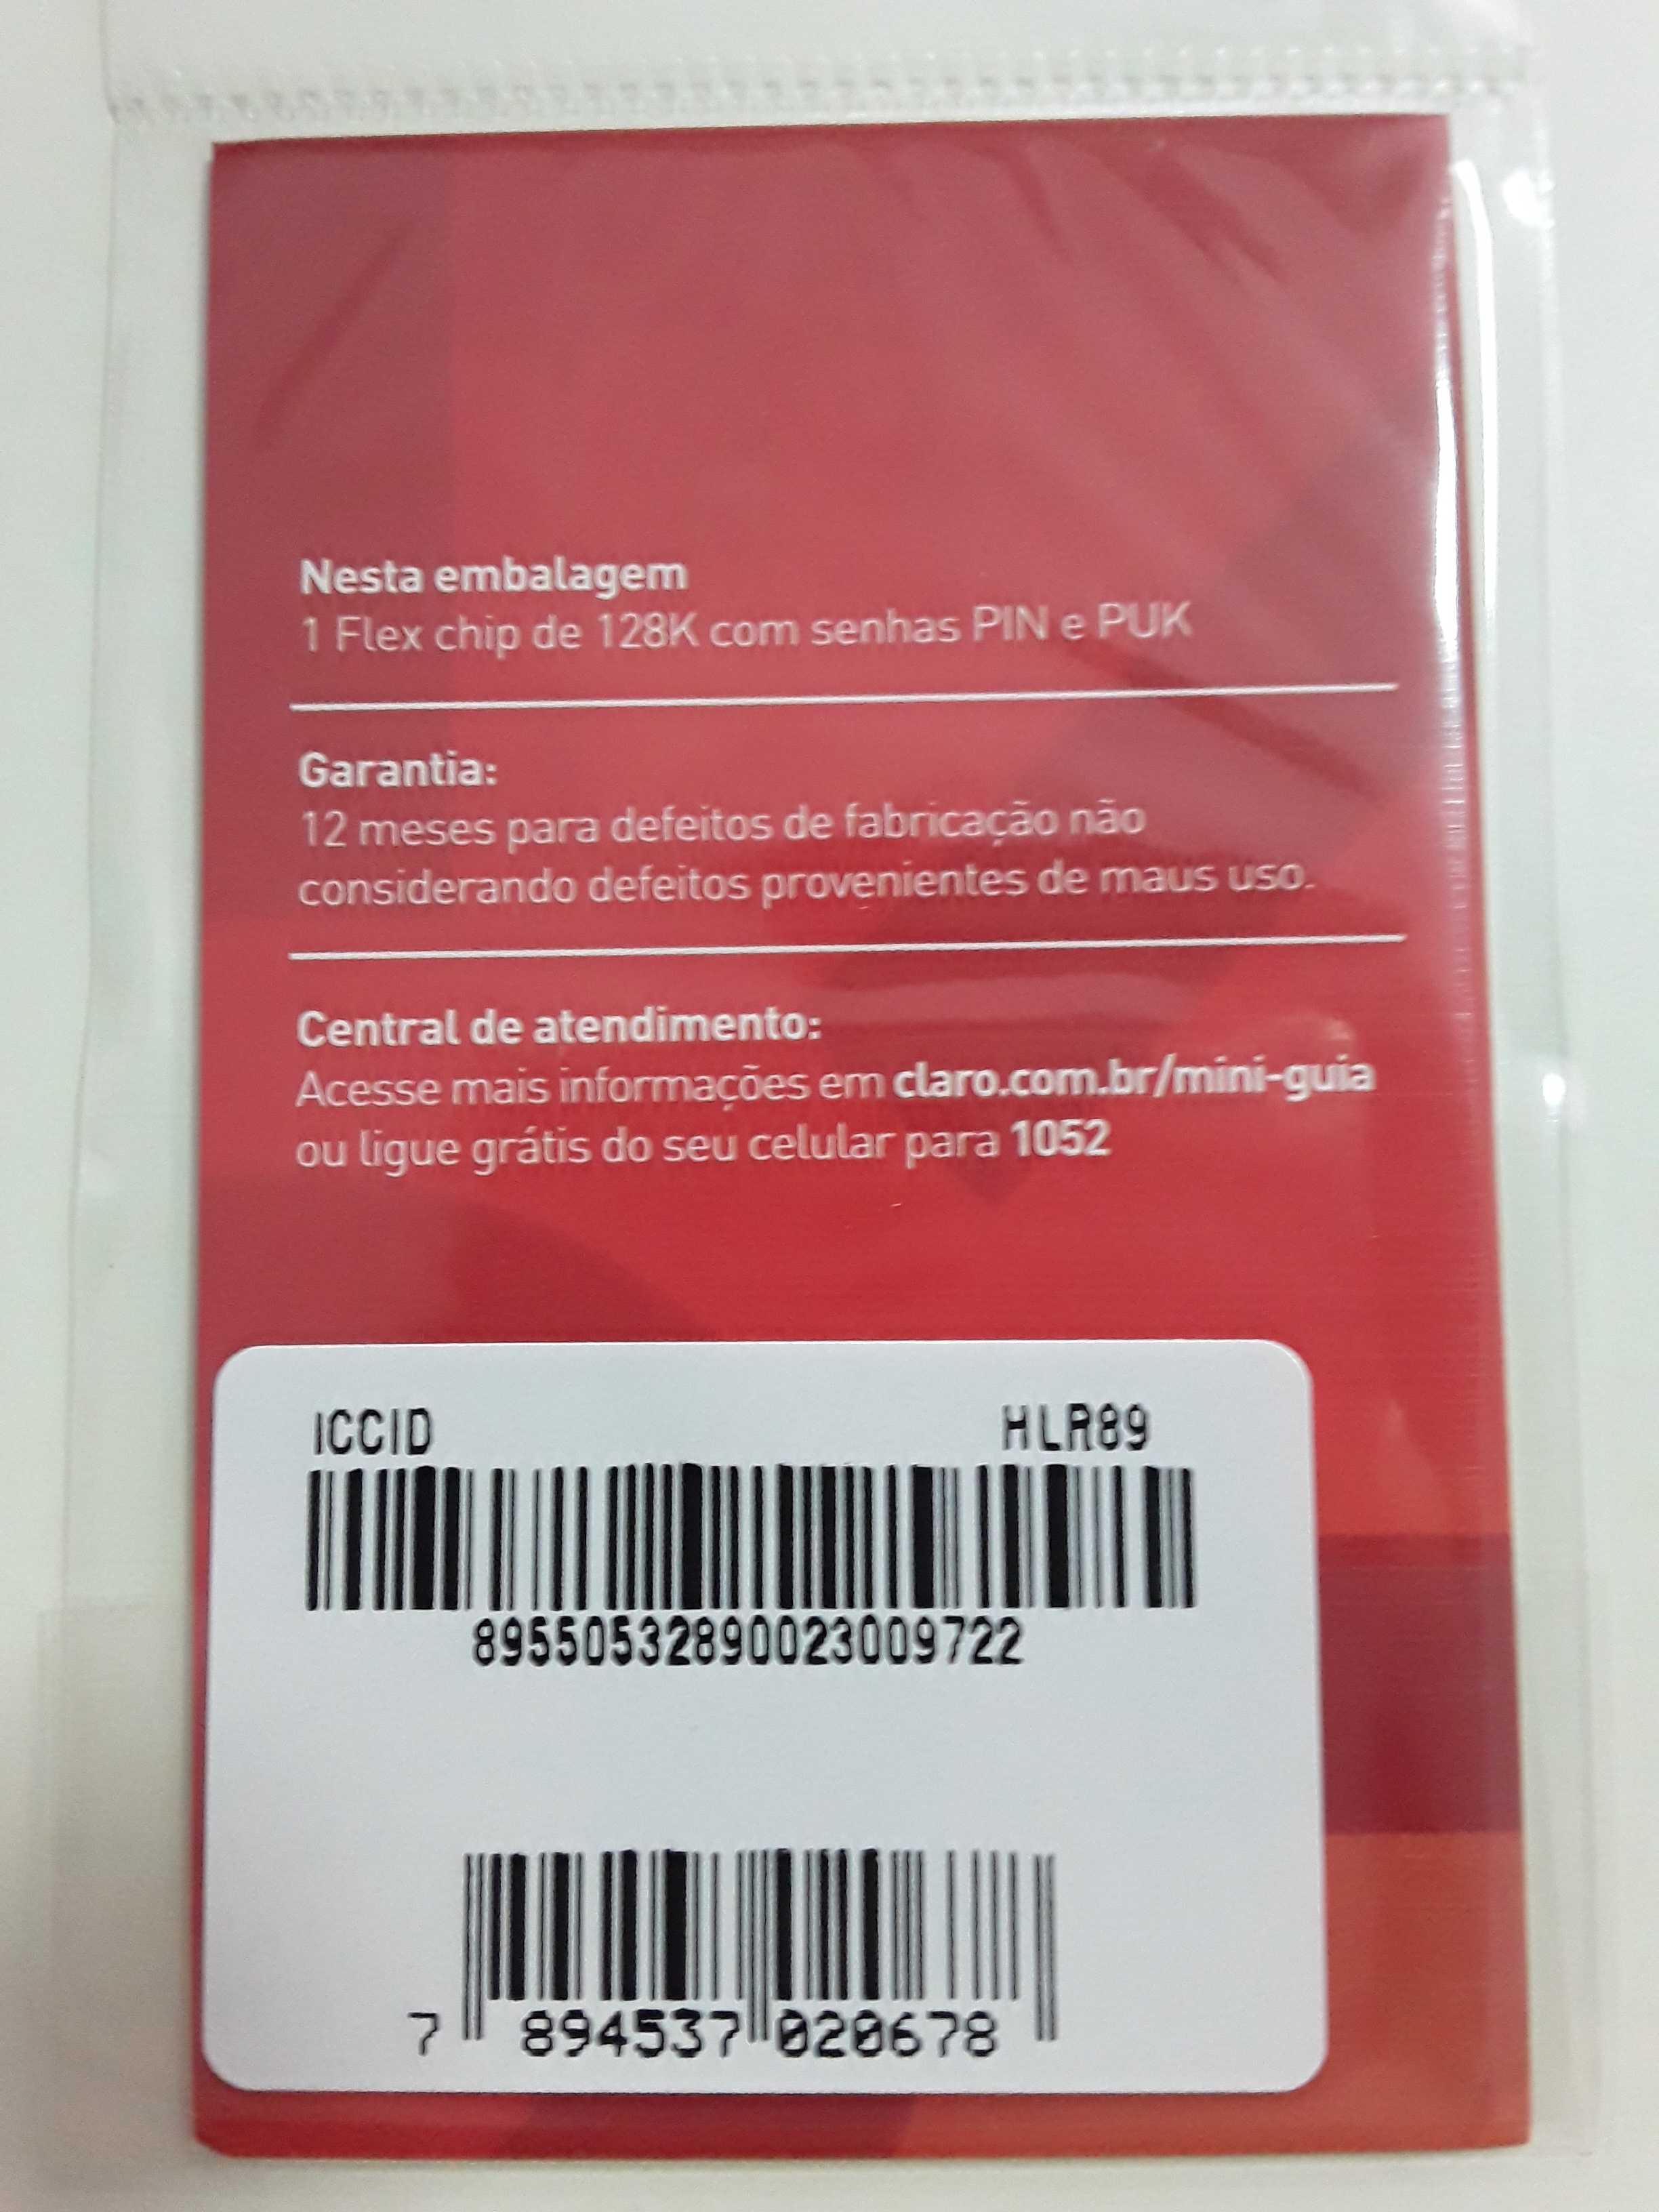 Nesta embalagem
1 Flex chip de 128K com senhas PIN e PUK
Garantia:
12 meses para defeitos de fabricação não
considerando defeitos provenientes de maus uso.
Central de atendimento:
Acesse mais informações em claro.com.br/mini-guia
ou ligue grátis do seu celular para 1052
ICCID HLR89
89550532890023009722
7 894537 020678